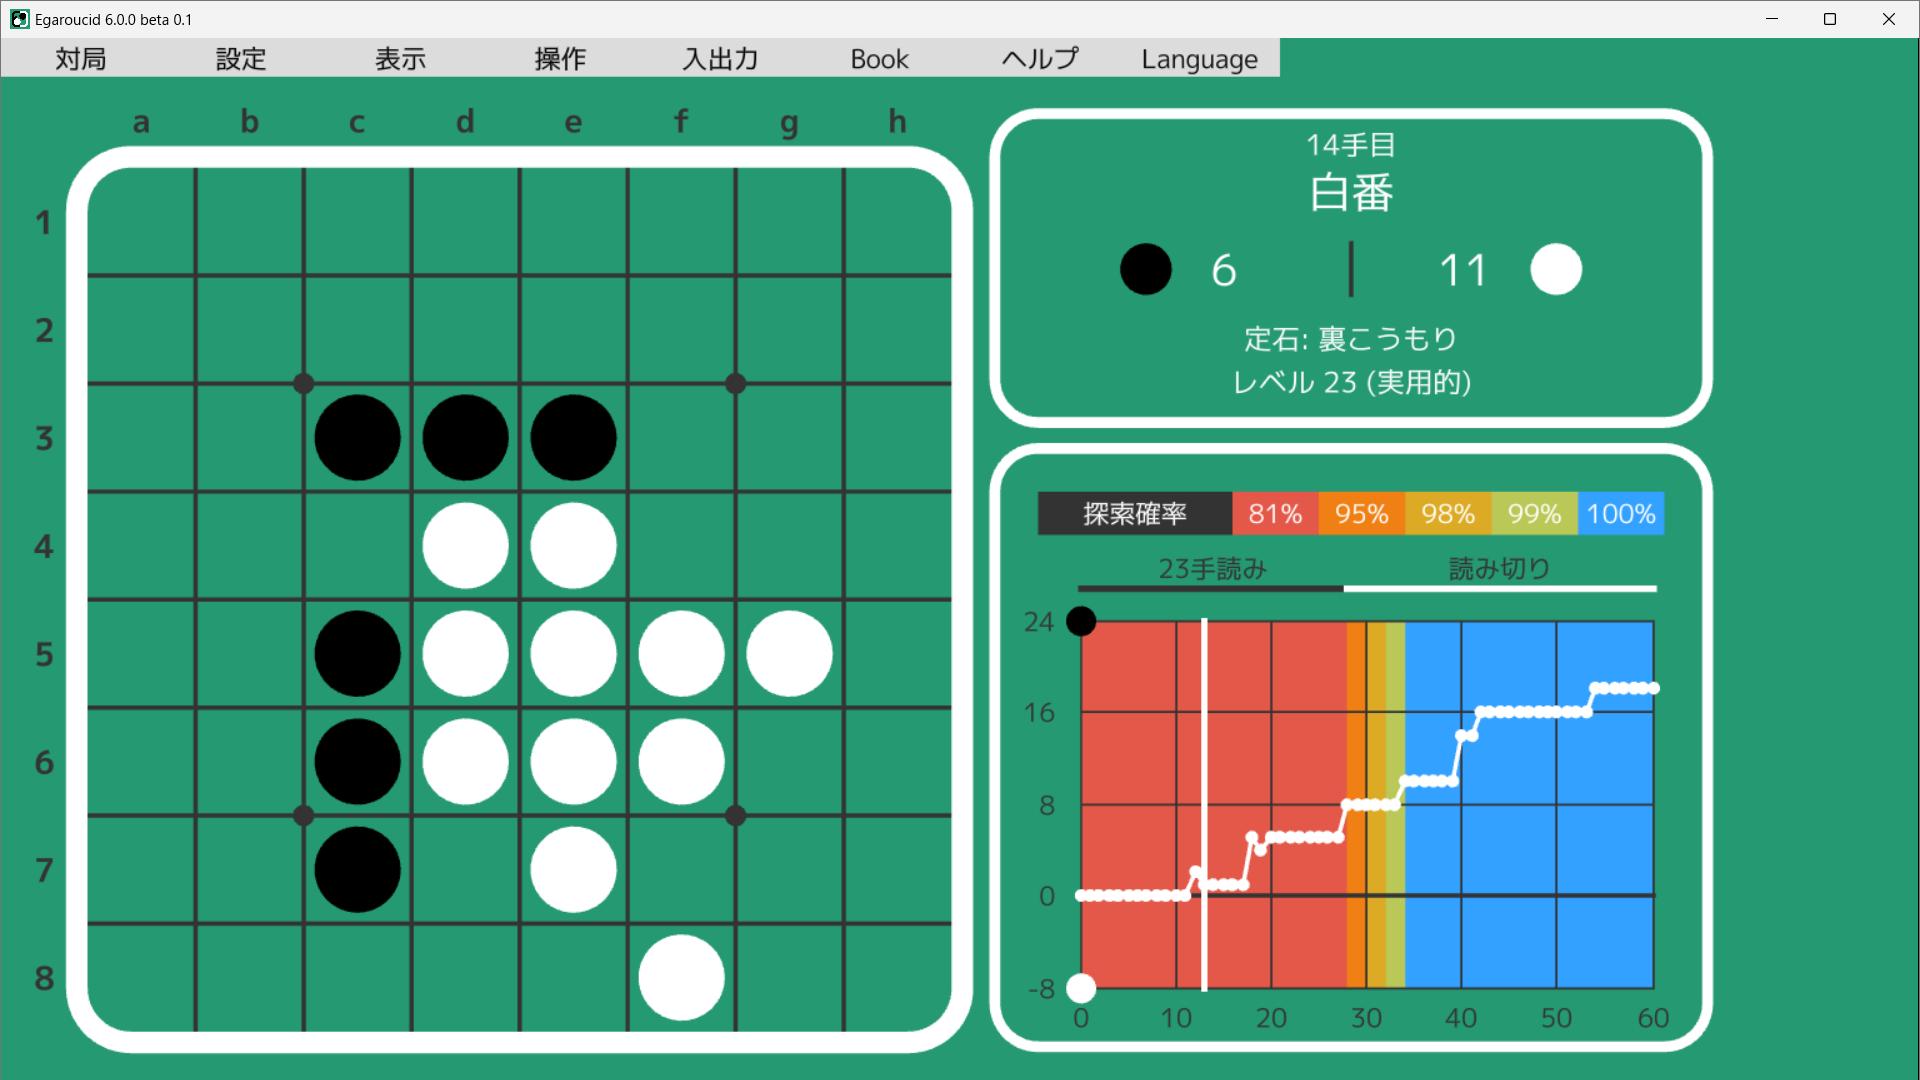 Egaroucid 6.0.0 beta 0.1
対局 設定 表示 操作 入出力 Book ヘルプ Language
a b c d e f g h
1
2
3
4
5
6
7
8
14手目
白番
6 11
定石: 裏こうもり
レベル 23 (実用的)
探索確率 81% 95% 98% 99% 100%
23手読み 読み切り
24
16
8
0
-8
0 10 20 30 40 50 60